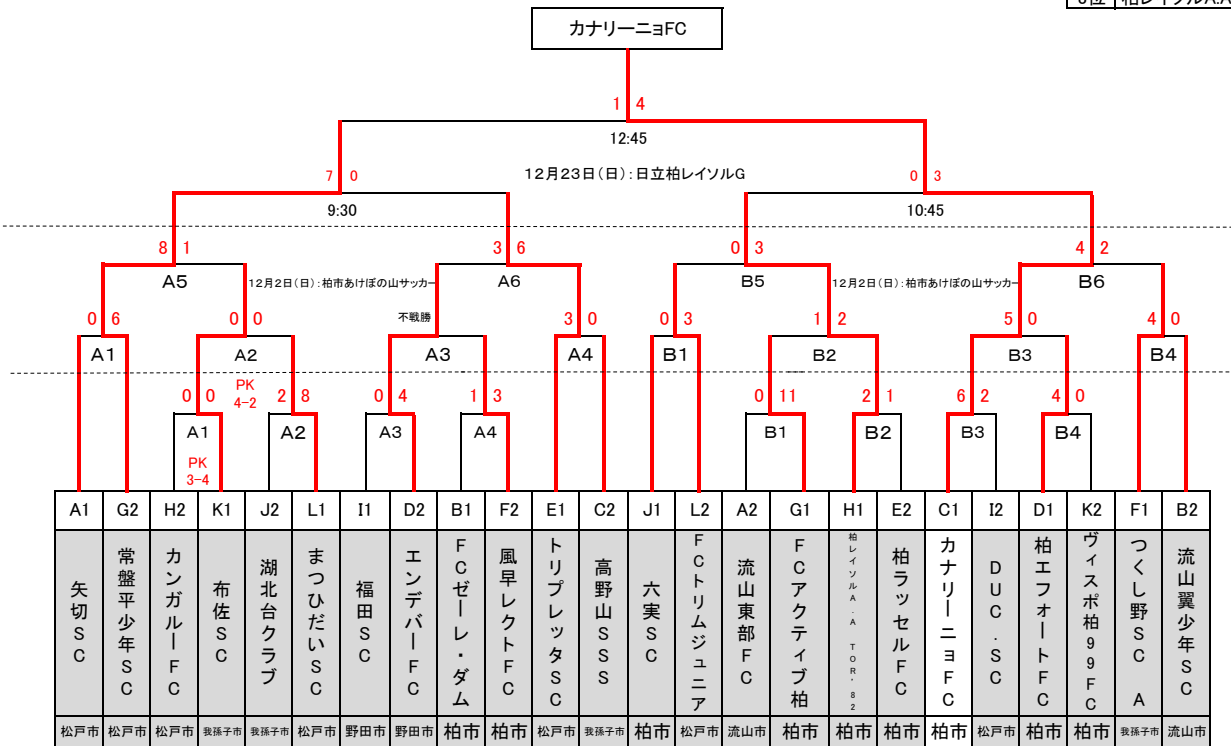 5位 柏レイソルA.A
カナリーニョFC
1 4
12:45
12月23日(日):日立柏レイソルG
7 0
0 3
9:30
10:45
8 1
3 6
0 3
4 2
A5
12月2日(日):柏市あけぼの山サッカー
A6
B5
12月2日(日):柏市あけぼの山サッカー
B6
0 6
0 0
不戦勝
3 0
0 3
1 2
5 0
4 0
A1
A2
A3
A4
B1
B2
B3
B4
PK
4-2
0 0
2 8
0 4
1 3
0 11
2 1
6 2
4 0
A1
A2
A3
A4
B1
B2
B3
B4
PK
3-4
A1 G2 H2 K1 J2 L1 I1 D2 B1 F2 E1 C2 J1 L2 A2 G1 H1 E2 C1 I2 D1 K2 F1 B2
矢切SC
常盤平少年SC
カンガルーFC
布佐SC
湖北台クラブ
まつひだいSC
福田SC
エンデバーFC
FCゼーレ・ダム
風早レクトFC
トリプレッタSC
高野山SSS
六実SC
FCトリムジュニア
流山東部FC
FCアクティブ柏
柏レイソルA.A TOR'82
柏ラッセルFC
カナリーニョFC
DUC.SC
柏エフォートFC
ヴィスポ柏99FC
つくし野SC A
流山翼少年SC
松戸市 松戸市 松戸市 我孫子市 我孫子市 松戸市 野田市 野田市 柏市 柏市 松戸市 我孫子市 柏市 松戸市 流山市 柏市 柏市 柏市 柏市 松戸市 柏市 柏市 我孫子市 流山市